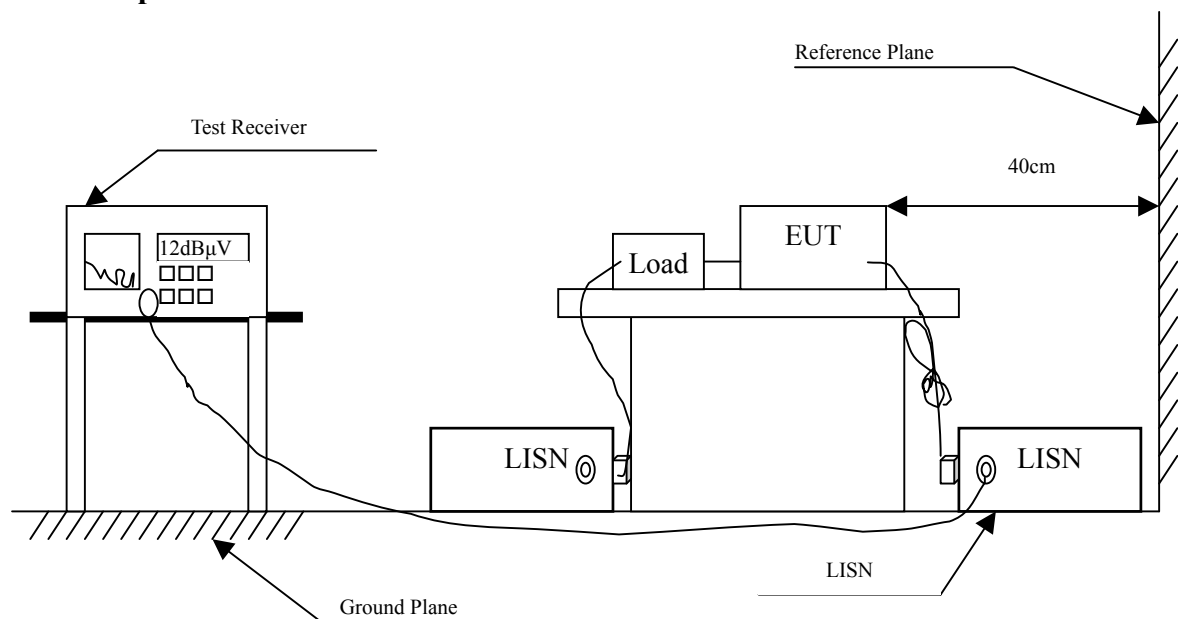 Reference Plane
Test Receiver
40cm
12dBμV
EUT
Load
LISN
LISN
LISN
Ground Plane